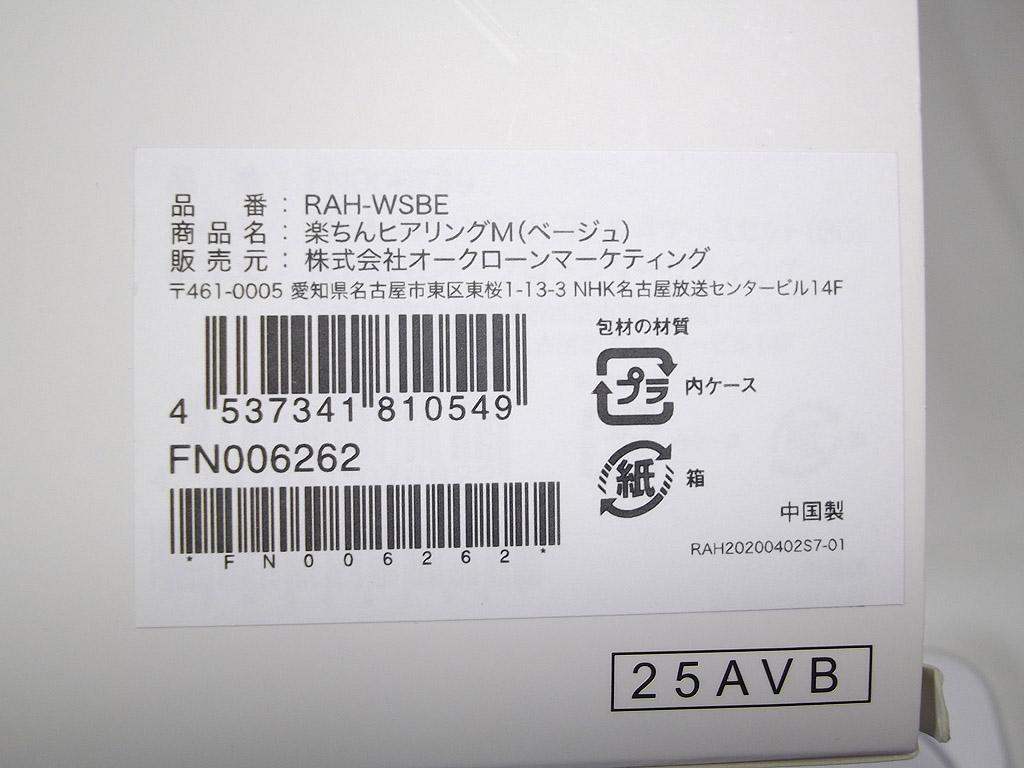 品番：RAH-WSBE
商品名：楽ちんヒアリングM(ベージュ)
販売元：株式会社オークローンマーケティング
〒461-0005 愛知県名古屋市東区東桜1-13-3 NHK名古屋放送センタービル14F
4 537341 810549
FN006262
*FN006262*
包材の材質
プラ 内ケース
紙 箱
中国製
RAH20200402S7-01
25AVB